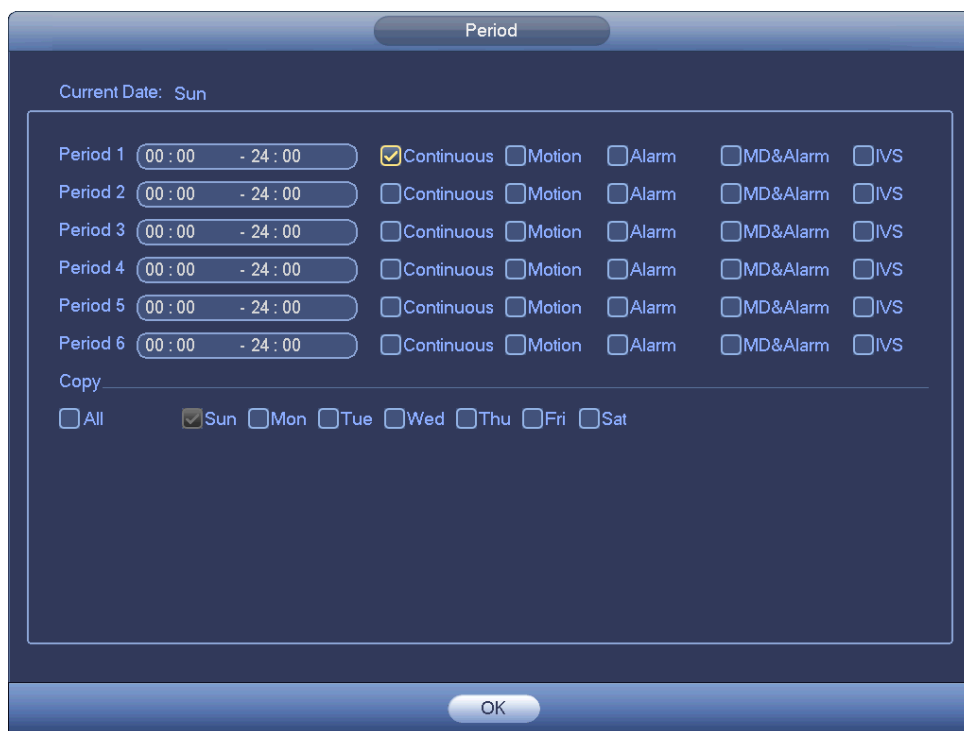 Period
Current Date: Sun
Period 1 00 : 00 - 24 : 00 Continuous Motion Alarm MD&Alarm IVS
Period 2 00 : 00 - 24 : 00 Continuous Motion Alarm MD&Alarm IVS
Period 3 00 : 00 - 24 : 00 Continuous Motion Alarm MD&Alarm IVS
Period 4 00 : 00 - 24 : 00 Continuous Motion Alarm MD&Alarm IVS
Period 5 00 : 00 - 24 : 00 Continuous Motion Alarm MD&Alarm IVS
Period 6 00 : 00 - 24 : 00 Continuous Motion Alarm MD&Alarm IVS
Copy
All Sun Mon Tue Wed Thu Fri Sat
OK